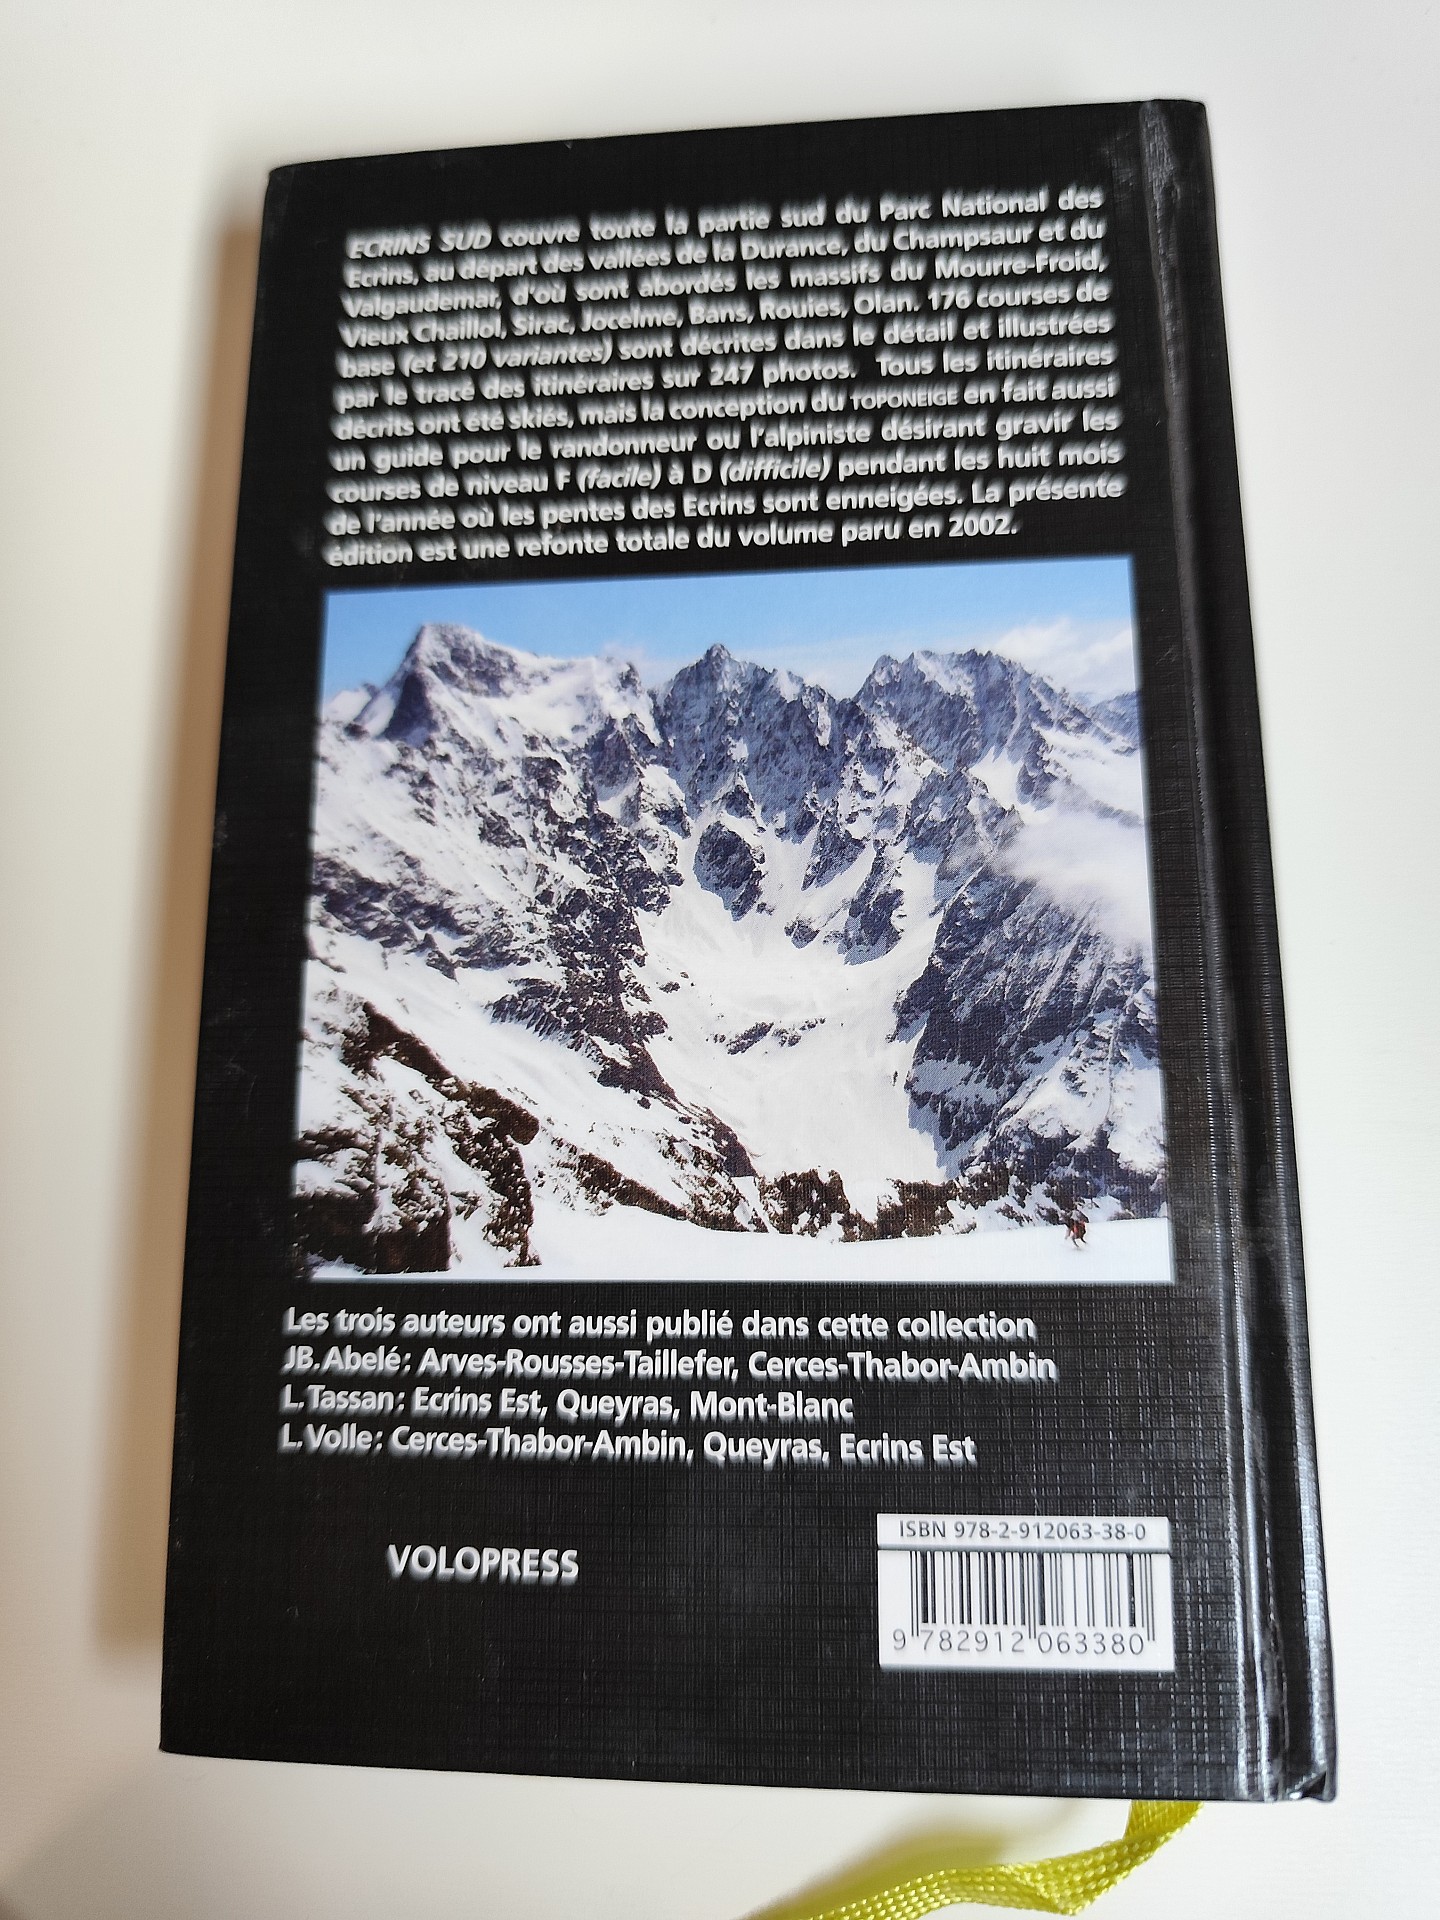 ECRINS SUD couvre toute la partie sud du Parc National des
Ecrins, au départ des vallées de la Durance, du Champsaur et du
Valgaudemar, d'où sont abordés les massifs du Mourre-Froid,
Vieux Chaillol, Sirac, Jocelme, Bans, Rouies, Olan. 176 courses de
base (et 210 variantes) sont décrites dans le détail et illustrées
par le tracé des itinéraires sur 247 photos. Tous les itinéraires
décrits ont été skiés, mais la conception du TOPONEIGE en fait aussi
un guide pour le randonneur ou l'alpiniste désirant gravir les
courses de niveau F (facile) à D (difficile) pendant les huit mois
de l'année où les pentes des Ecrins sont enneigées. La présente
édition est une refonte totale du volume paru en 2002.
Les trois auteurs ont aussi publié dans cette collection
JB. Abelé : Arves-Rousses-Taillefer, Cerces-Thabor-Ambin
L. Tassan : Ecrins Est, Queyras, Mont-Blanc
L. Volle : Cerces-Thabor-Ambin, Queyras, Ecrins Est
VOLOPRESS
ISBN 978-2-912063-38-0
9 782912 063380